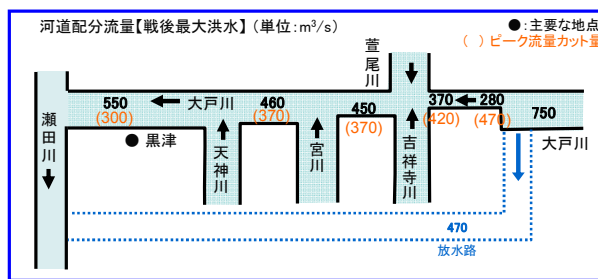 河道配分流量【戦後最大洪水】（単位：m³/s）
●：主要な地点
（ ）ピーク流量カット量
萱尾川
550
(300)
大戸川
460
(370)
450
(370)
370
(420)
280
(470)
750
大戸川
瀬田川
●黒津
天神川
宮川
吉祥寺川
470
放水路